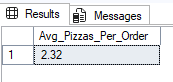 Results Messages
Avg_Pizzas_Per_Order
1 2.32